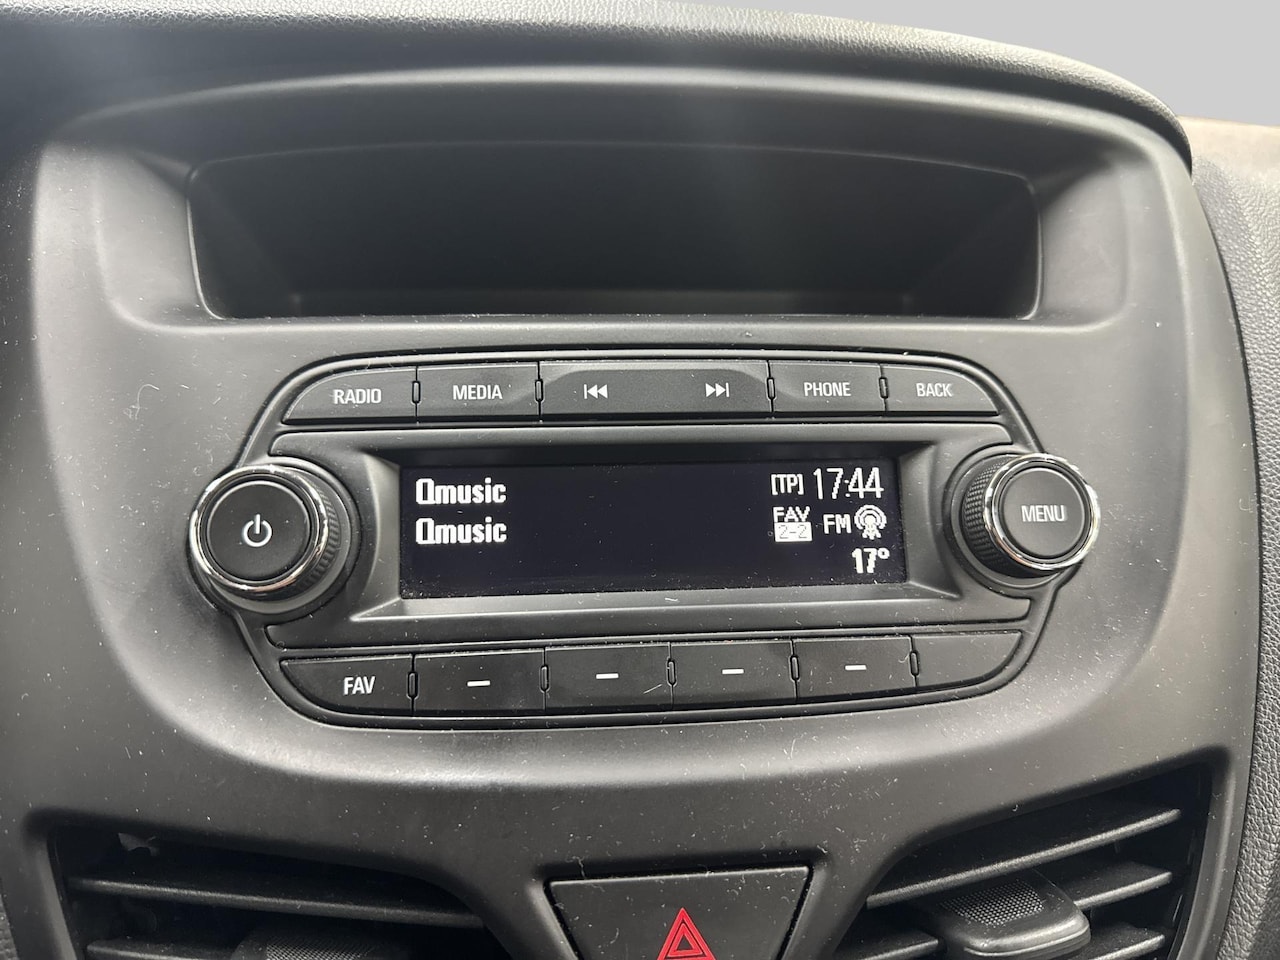 RADIO MEDIA PHONE BACK
Qmusic [TP] 17:44
Qmusic FAV 2-2 FM
17°
MENU
FAV